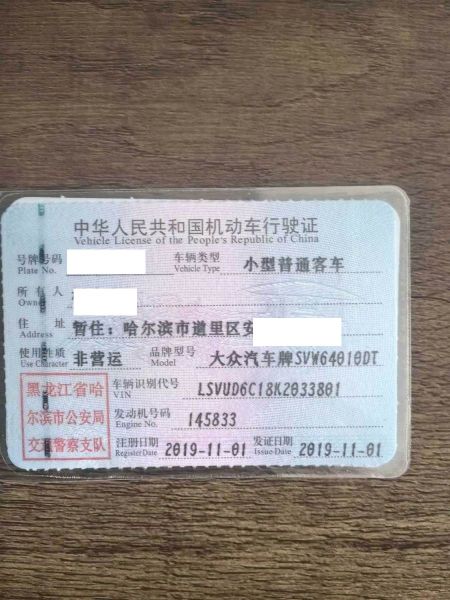 中华人民共和国机动车行驶证
Vehicle License of the People's Republic of China
号牌号码 车辆类型 小型普通客车
Plate No. Vehicle Type
所有人
Owner
住址 暂住：哈尔滨市道里区安
Address
使用性质 非营运 品牌型号 大众汽车牌SVW64010DT
Use Character Model
黑龙江省哈
尔滨市公安局
交通警察支队
车辆识别代号 LSVUD6C18K2033801
VIN
发动机号码 145833
Engine No.
注册日期 2019-11-01 发证日期 2019-11-01
Register Date Issue Date